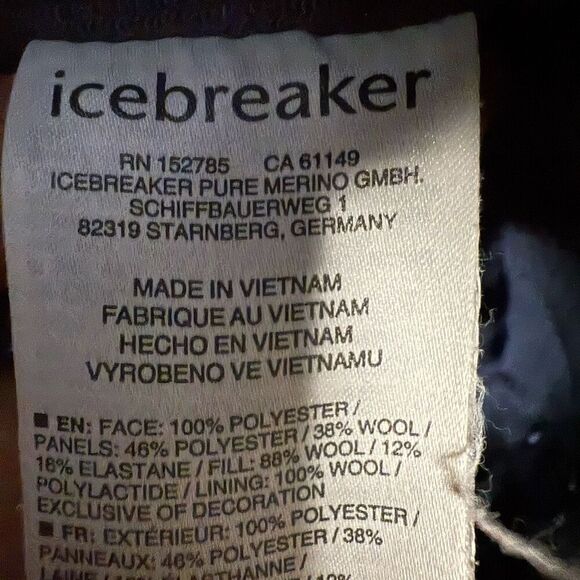 icebreaker
RN 152785 CA 61149
ICEBREAKER PURE MERINO GMBH.
SCHIFFBAUERWEG 1
82319 STARNBERG, GERMANY
MADE IN VIETNAM
FABRIQUE AU VIETNAM
HECHO EN VIETNAM
VYROBENO VE VIETNAMU
EN: FACE: 100% POLYESTER /
PANELS: 46% POLYESTER / 38% WOOL /
16% ELASTANE / FILL: 88% WOOL / 12%
POLYLACTIDE / LINING: 100% WOOL /
EXCLUSIVE OF DECORATION
FR: EXTÉRIEUR: 100% POLYESTER /
PANNEAUX: 46% POLYESTER / 38%